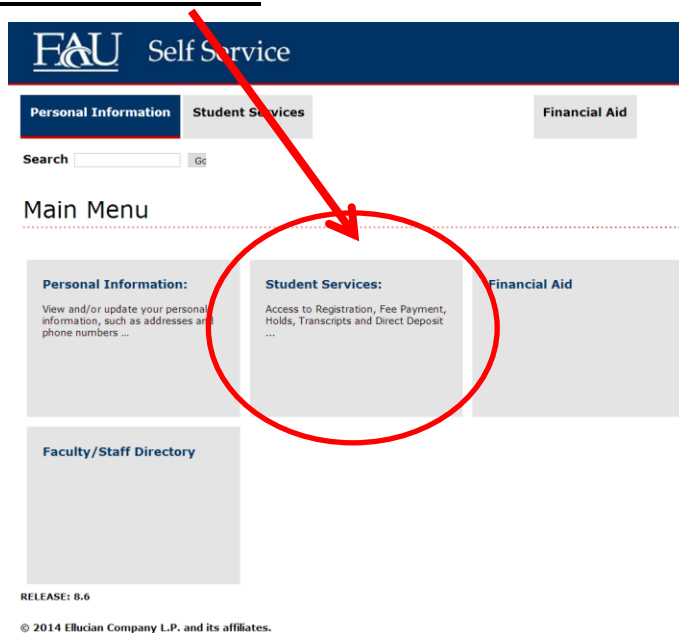 FAU Self Service
Personal Information Student Services Financial Aid
Search Go
Main Menu
Personal Information:
View and/or update your personal
information, such as addresses and
phone numbers ...
Student Services:
Access to Registration, Fee Payment,
Holds, Transcripts and Direct Deposit
...
Financial Aid
Faculty/Staff Directory
RELEASE: 8.6
© 2014 Ellucian Company L.P. and its affiliates.